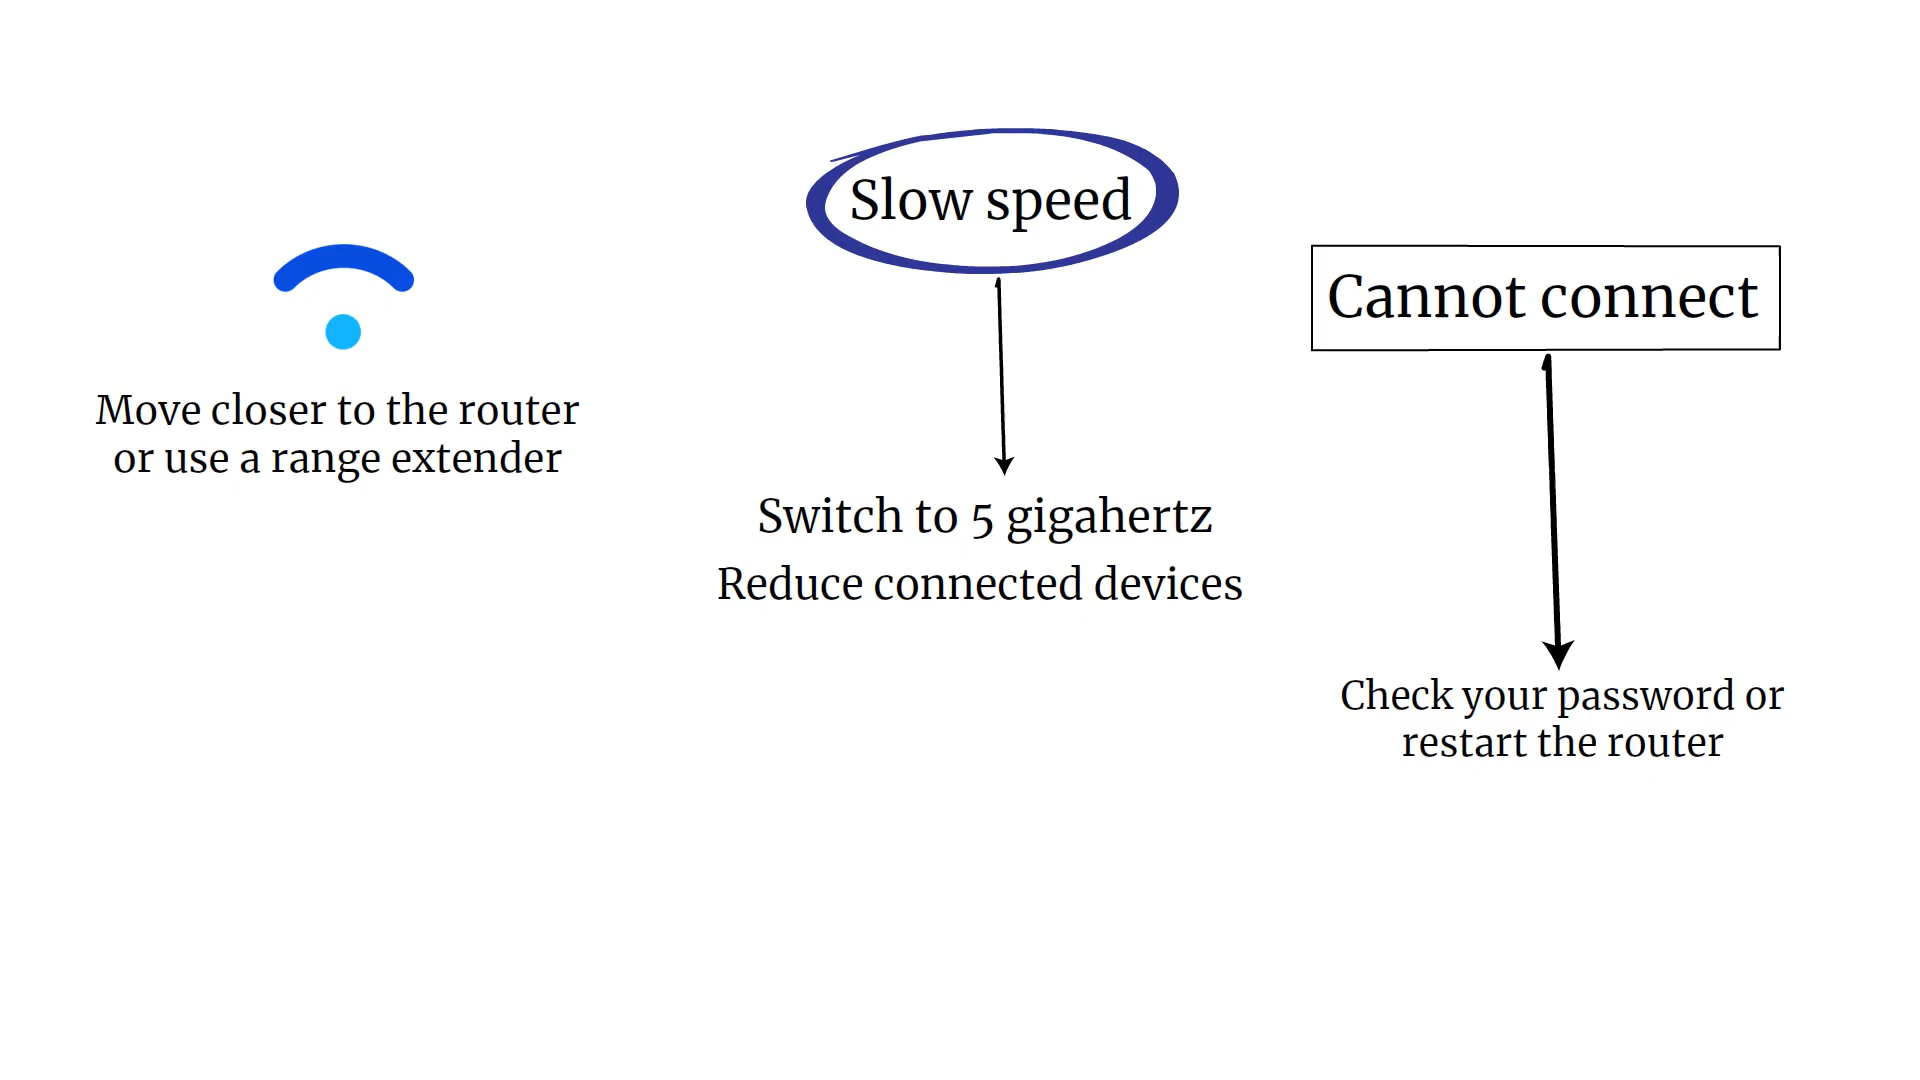 Move closer to the router
or use a range extender
Slow speed
Switch to 5 gigahertz
Reduce connected devices
Cannot connect
Check your password or
restart the router